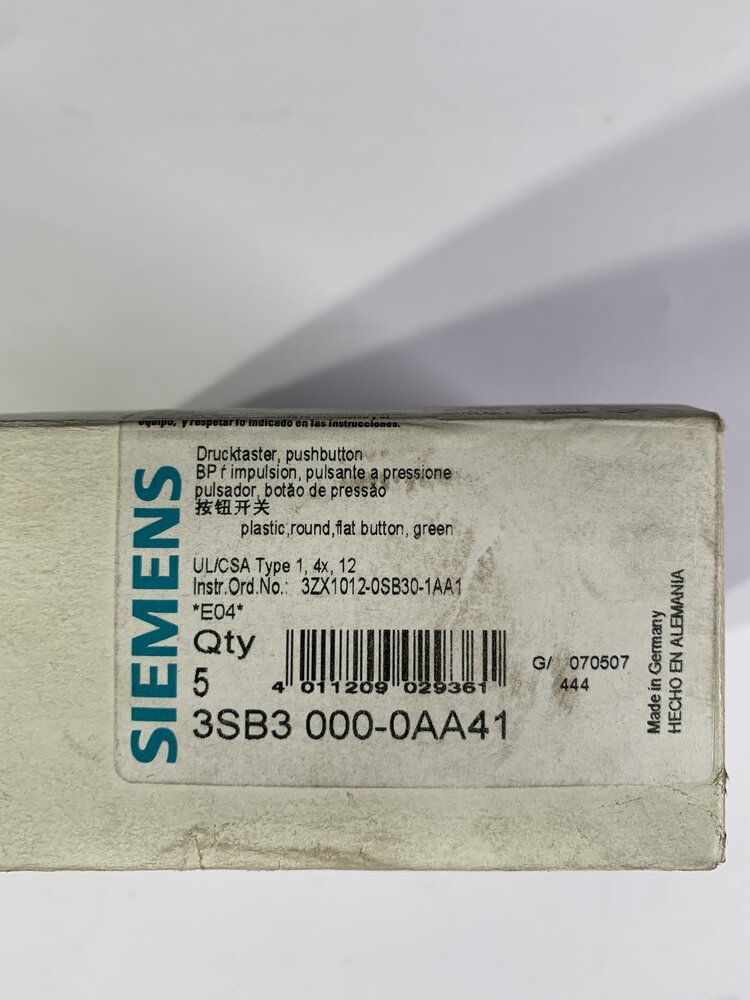 equipo, y respetar lo indicado en las instrucciones.
SIEMENS
Drucktaster, pushbutton
BP ŕ impulsion, pulsante a pressione
pulsador, botão de pressão
按钮开关
plastic,round,flat button, green
UL/CSA Type 1, 4x, 12
Instr.Ord.No.: 3ZX1012-0SB30-1AA1
*E04*
Qty
5
4 011209 029361
G/ 070507
444
3SB3 000-0AA41
Made in Germany
HECHO EN ALEMANIA